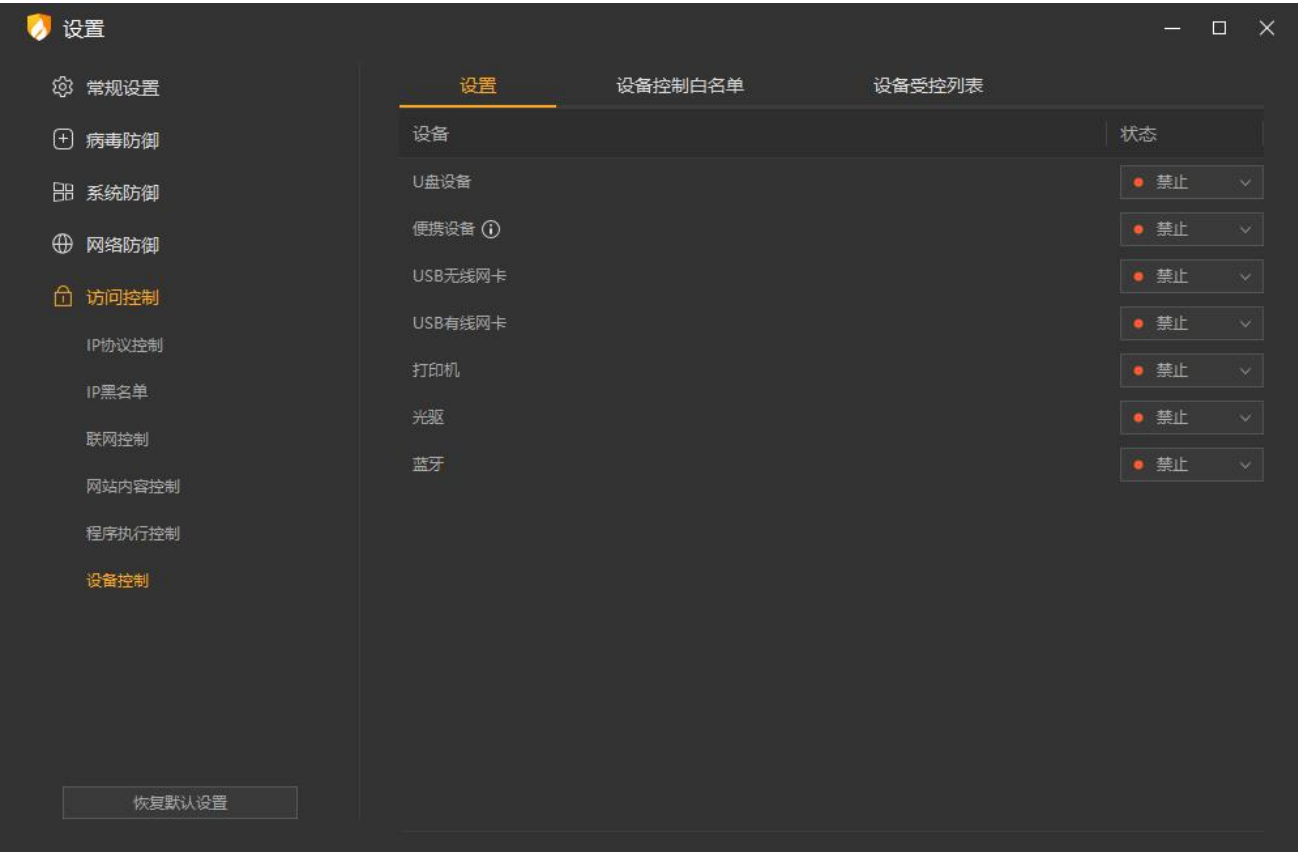 设置
常规设置
病毒防御
系统防御
网络防御
访问控制
IP协议控制
IP黑名单
联网控制
网站内容控制
程序执行控制
设备控制
恢复默认设置
设置 设备控制白名单 设备受控列表
设备 状态
U盘设备 禁止
便携设备 禁止
USB无线网卡 禁止
USB有线网卡 禁止
打印机 禁止
光驱 禁止
蓝牙 禁止